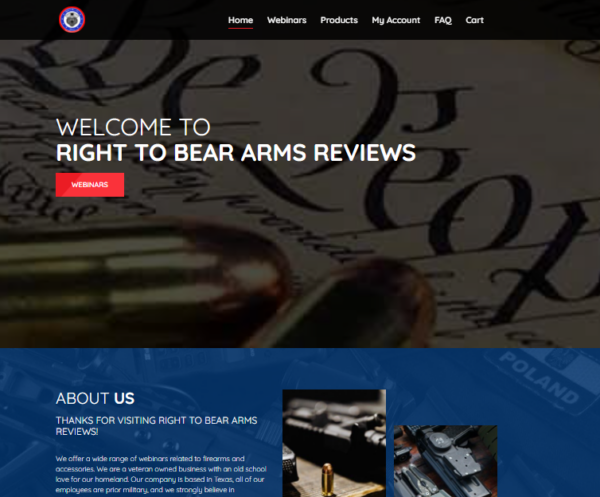 Home Webinars Products My Account FAQ Cart
WELCOME TO
RIGHT TO BEAR ARMS REVIEWS
WEBINARS
POLAND
ABOUT US
THANKS FOR VISITING RIGHT TO BEAR ARMS
REVIEWS!
We offer a wide range of webinars related to firearms and
accessories. We are a veteran owned business with an old school
love for our homeland. Our company is based in Texas, all of our
employees are prior military, and we strongly believe in